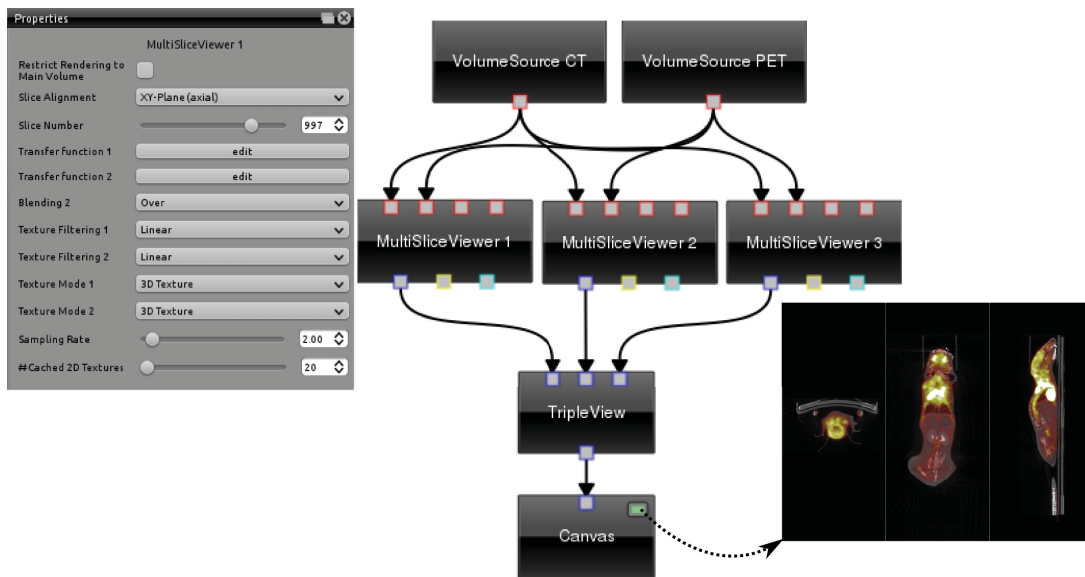 Properties
MultiSliceViewer 1
Restrict Rendering to
Main Volume
Slice Alignment
XY-Plane (axial)
Slice Number
997
Transfer function 1
edit
Transfer function 2
edit
Blending 2
Over
Texture Filtering 1
Linear
Texture Filtering 2
Linear
Texture Mode 1
3D Texture
Texture Mode 2
3D Texture
Sampling Rate
2.00
#Cached 2D Textures
20
VolumeSource CT
VolumeSource PET
MultiSliceViewer 1
MultiSliceViewer 2
MultiSliceViewer 3
TripleView
Canvas